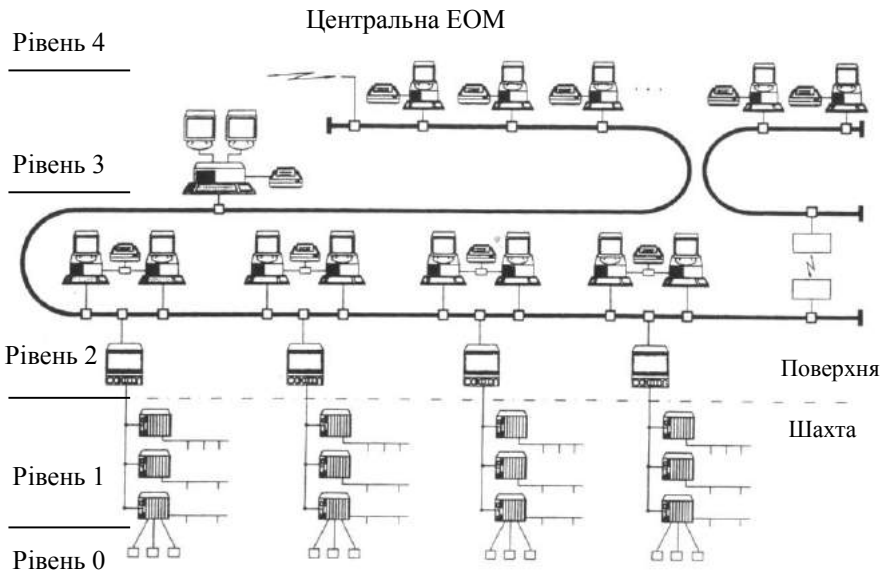 Центральна ЕОМ
Рівень 4
Рівень 3
Рівень 2
Поверхня
Шахта
Рівень 1
Рівень 0